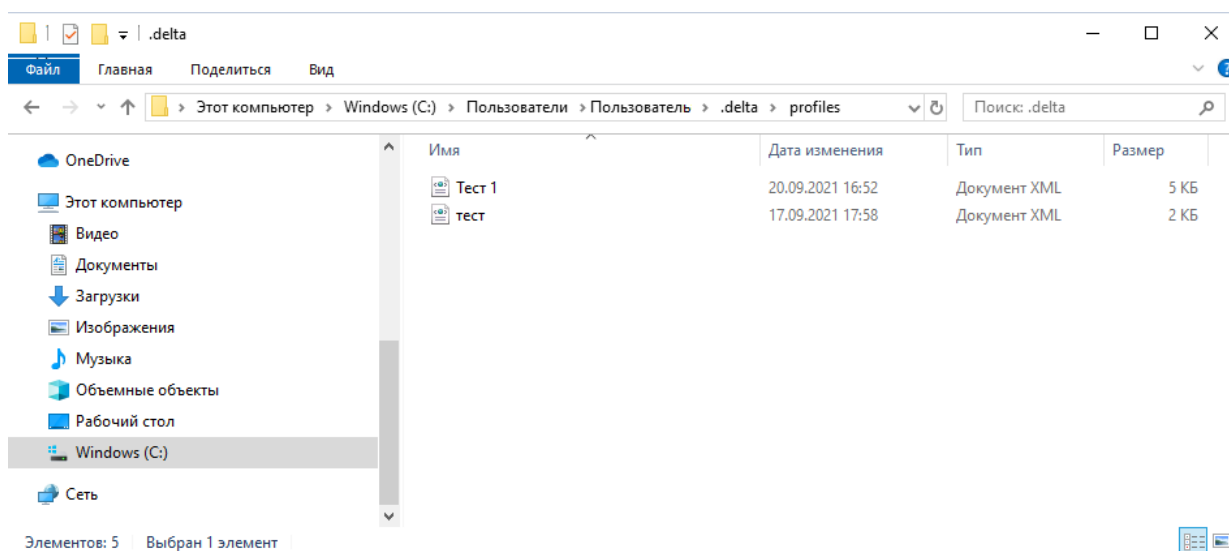 .delta
Файл Главная Поделиться Вид
Этот компьютер Windows (C:) Пользователи Пользователь .delta profiles Поиск: .delta
Имя Дата изменения Тип Размер
OneDrive
Тест 1 20.09.2021 16:52 Документ XML 5 КБ
Этот компьютер
тест 17.09.2021 17:58 Документ XML 2 КБ
Видео
Документы
Загрузки
Изображения
Музыка
Объемные объекты
Рабочий стол
Windows (C:)
Сеть
Элементов: 5 Выбран 1 элемент